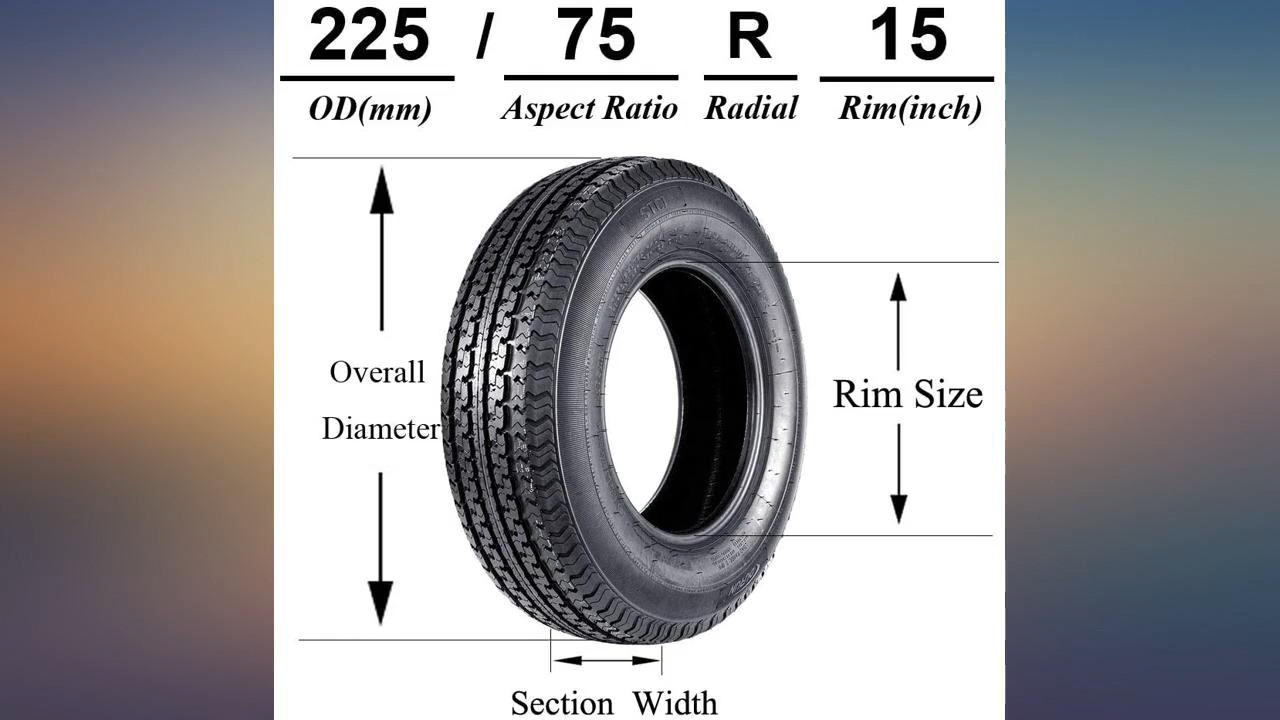 225 / 75 R 15
OD(mm) Aspect Ratio Radial Rim(inch)
Overall
Diameter
Rim Size
Section Width